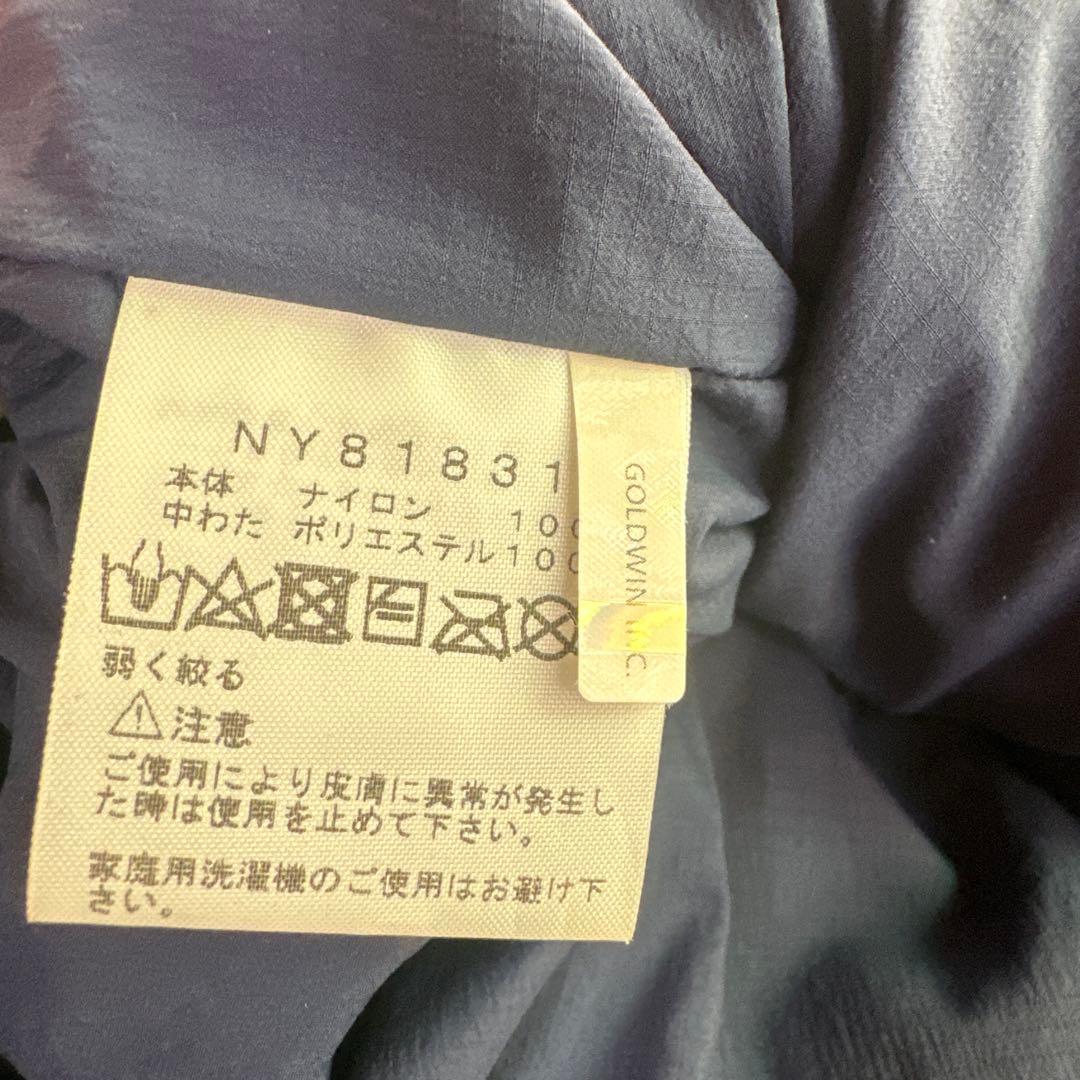 NY81831
本体 ナイロン 100
中わた ポリエステル100
弱く絞る
注意
ご使用により皮膚に異常が発生し
た時は使用を止めて下さい。
家庭用洗濯機のご使用はお避け下
さい。
GOLDWIN INC.